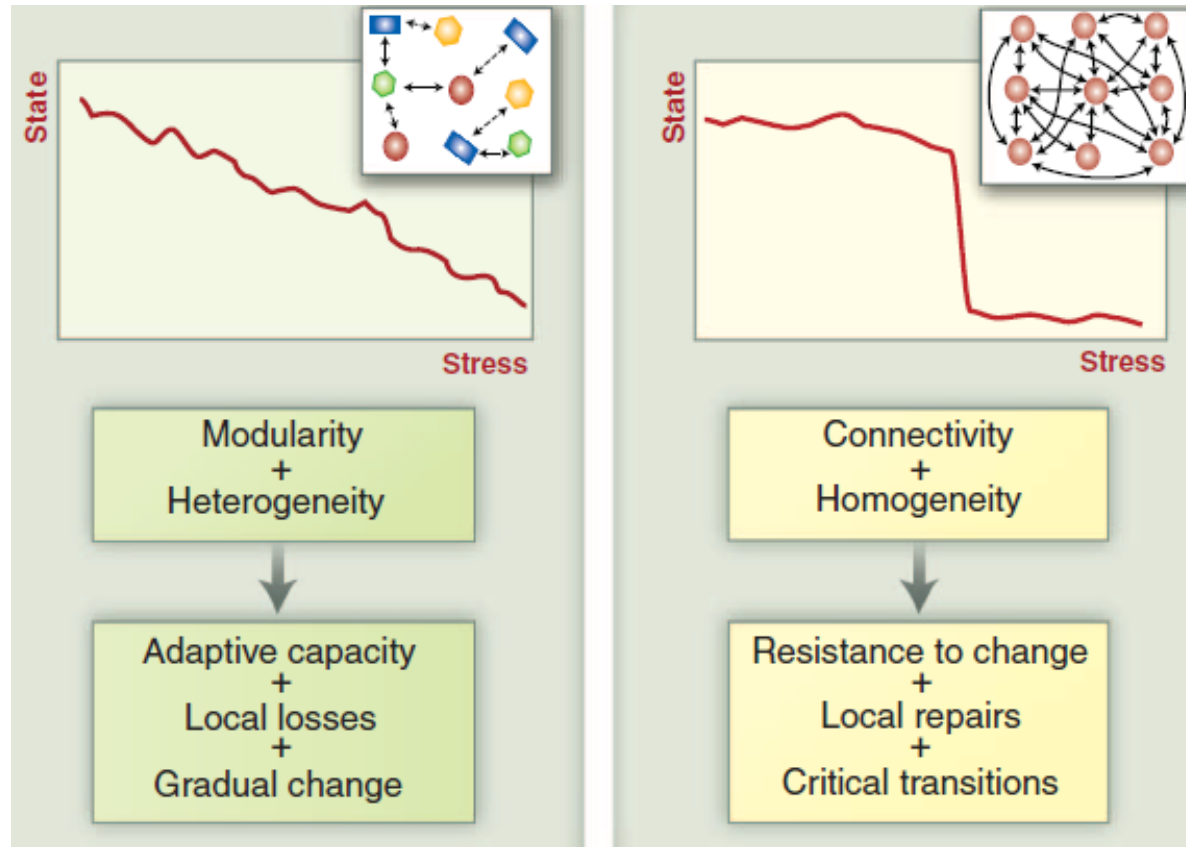 State
Stress
Modularity
+
Heterogeneity
Adaptive capacity
+
Local losses
+
Gradual change
State
Stress
Connectivity
+
Homogeneity
Resistance to change
+
Local repairs
+
Critical transitions